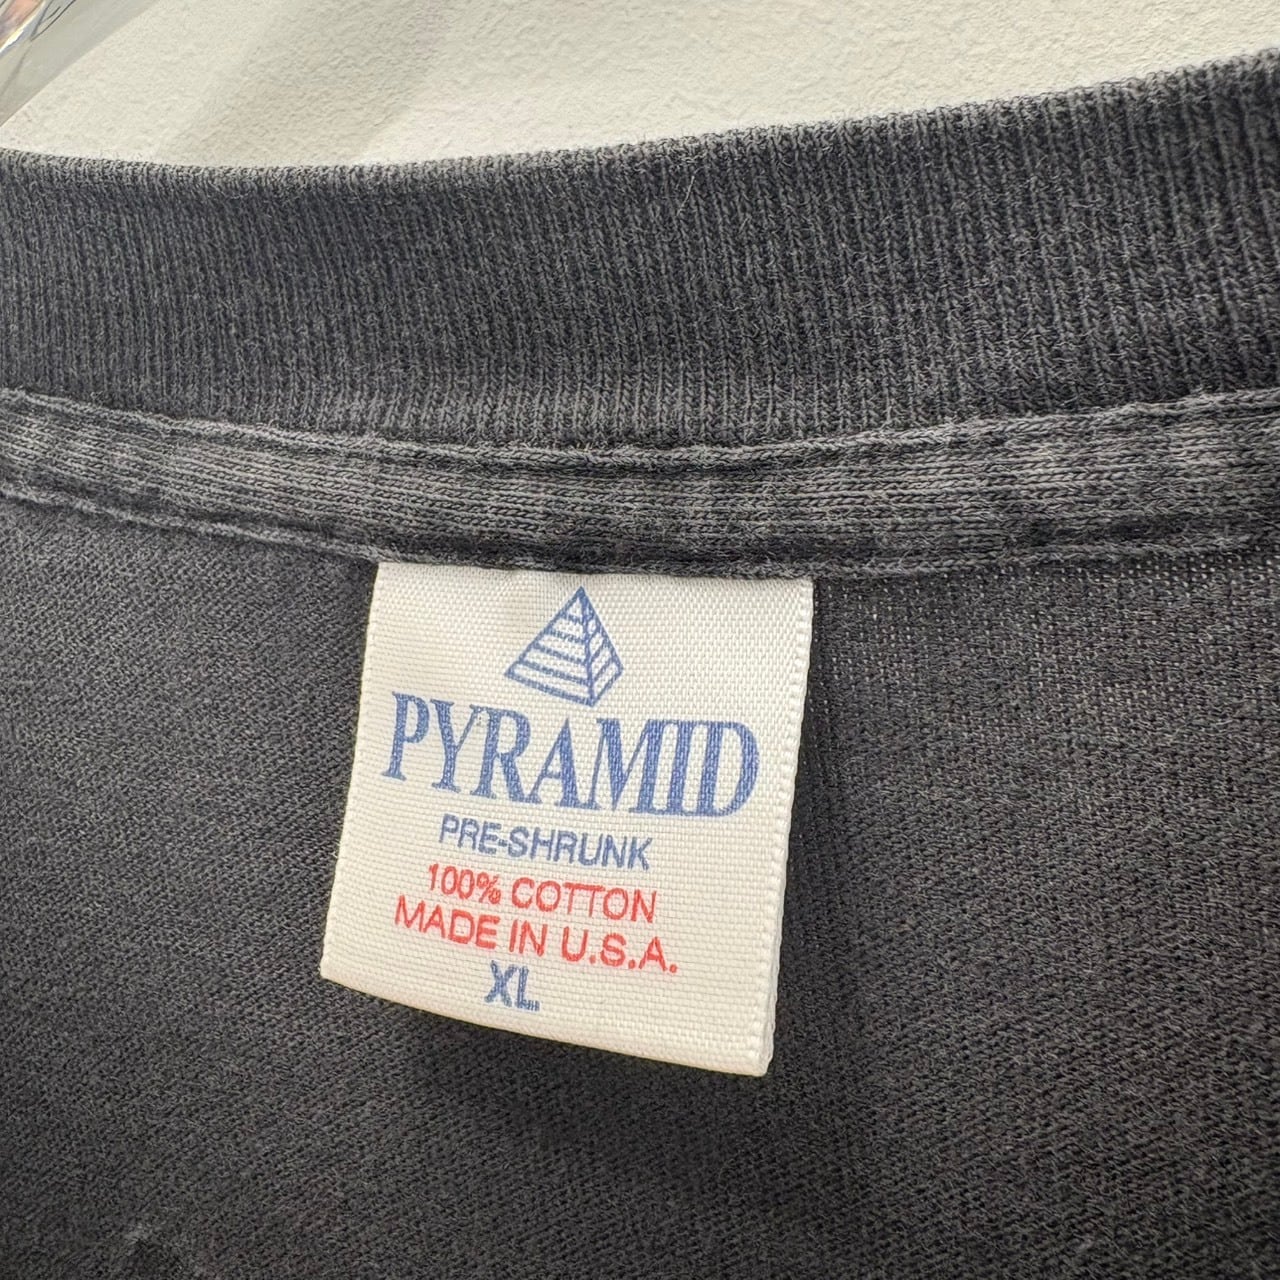 PYRAMID
PRE-SHRUNK
100% COTTON
MADE IN U.S.A.
XL